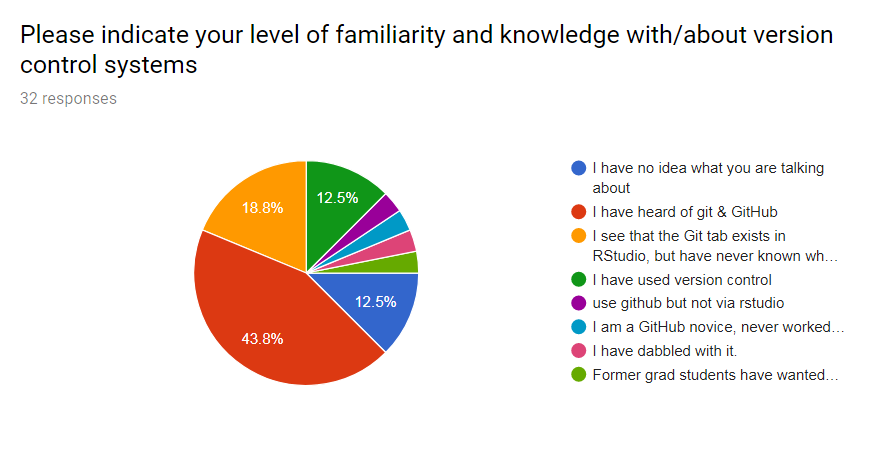 Please indicate your level of familiarity and knowledge with/about version
control systems
32 responses
12.5%
18.8%
12.5%
43.8%
I have no idea what you are talking
about
I have heard of git & GitHub
I see that the Git tab exists in
RStudio, but have never known wh…
I have used version control
use github but not via rstudio
I am a GitHub novice, never worked…
I have dabbled with it.
Former grad students have wanted…